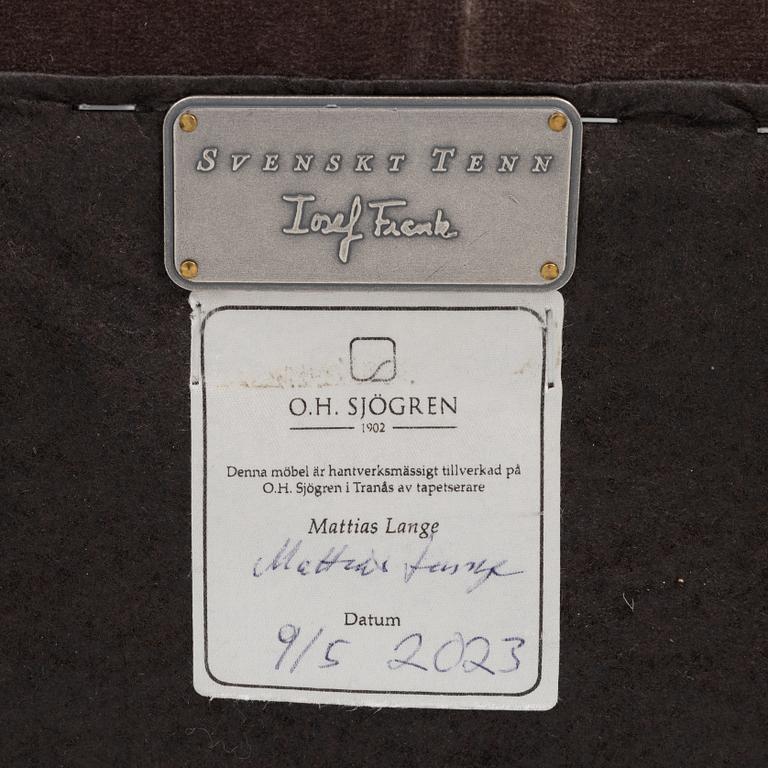 SVENSKT TENN
Josef Frank
O.H. SJÖGREN
1902
Denna möbel är hantverksmässigt tillverkad på
O.H. Sjögren i Tranås av tapetserare
Mattias Lange
Mattias Lange
Datum
9/5 2023